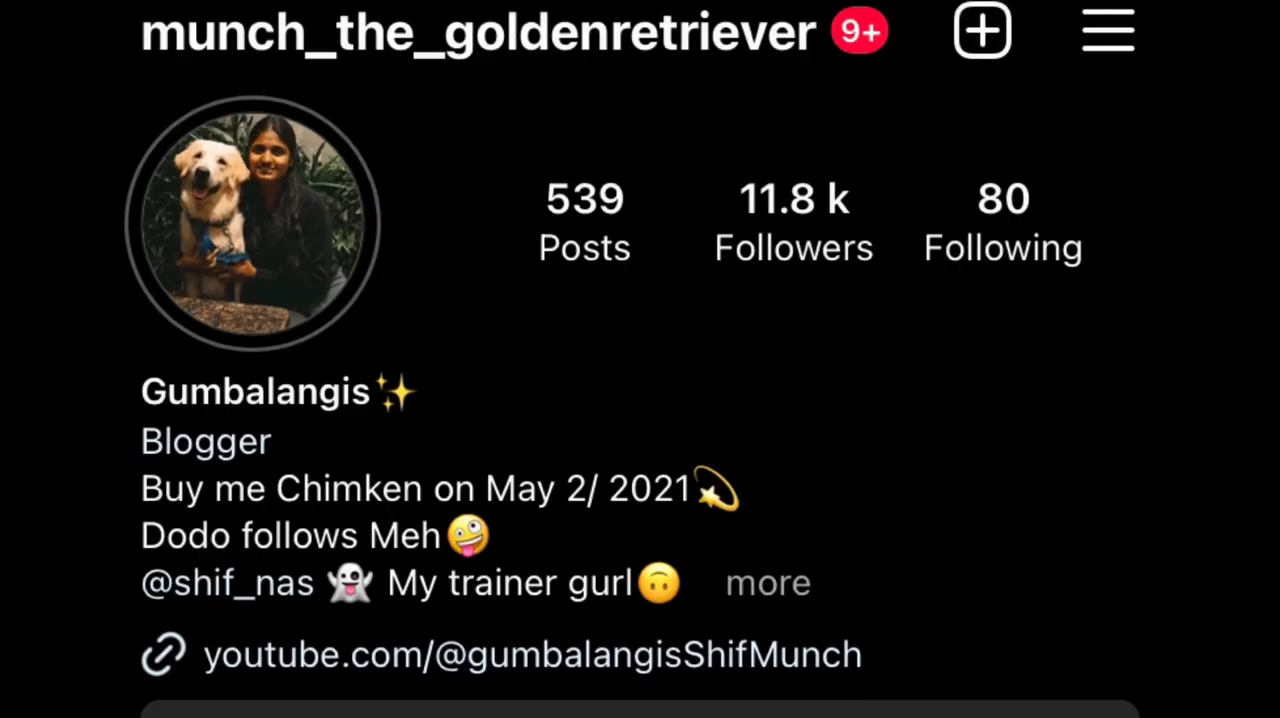 munch_the_goldenretriever 9+
539 11.8 k 80
Posts Followers Following
Gumbalangis✨
Blogger
Buy me Chimken on May 2/ 2021💫
Dodo follows Meh🤪
@shif_nas 👻 My trainer gurl🙃 more
youtube.com/@gumbalangisShifMunch